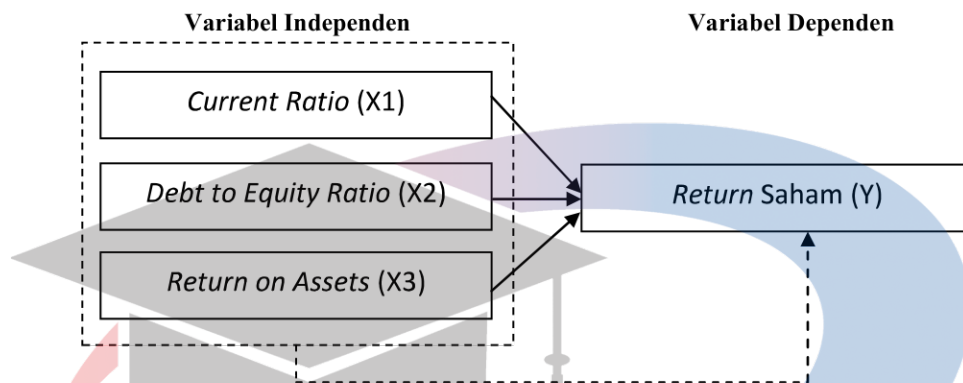 Variabel Independen
Variabel Dependen
Current Ratio (X1)
Debt to Equity Ratio (X2)
Return Saham (Y)
Return on Assets (X3)